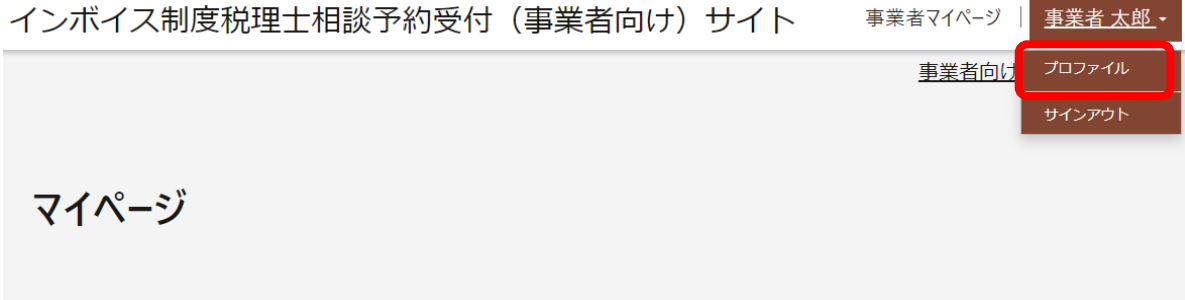 インボイス制度税理士相談予約受付（事業者向け）サイト 事業者マイページ | 事業者 太郎
事業者向け
プロファイル
サインアウト
マイページ